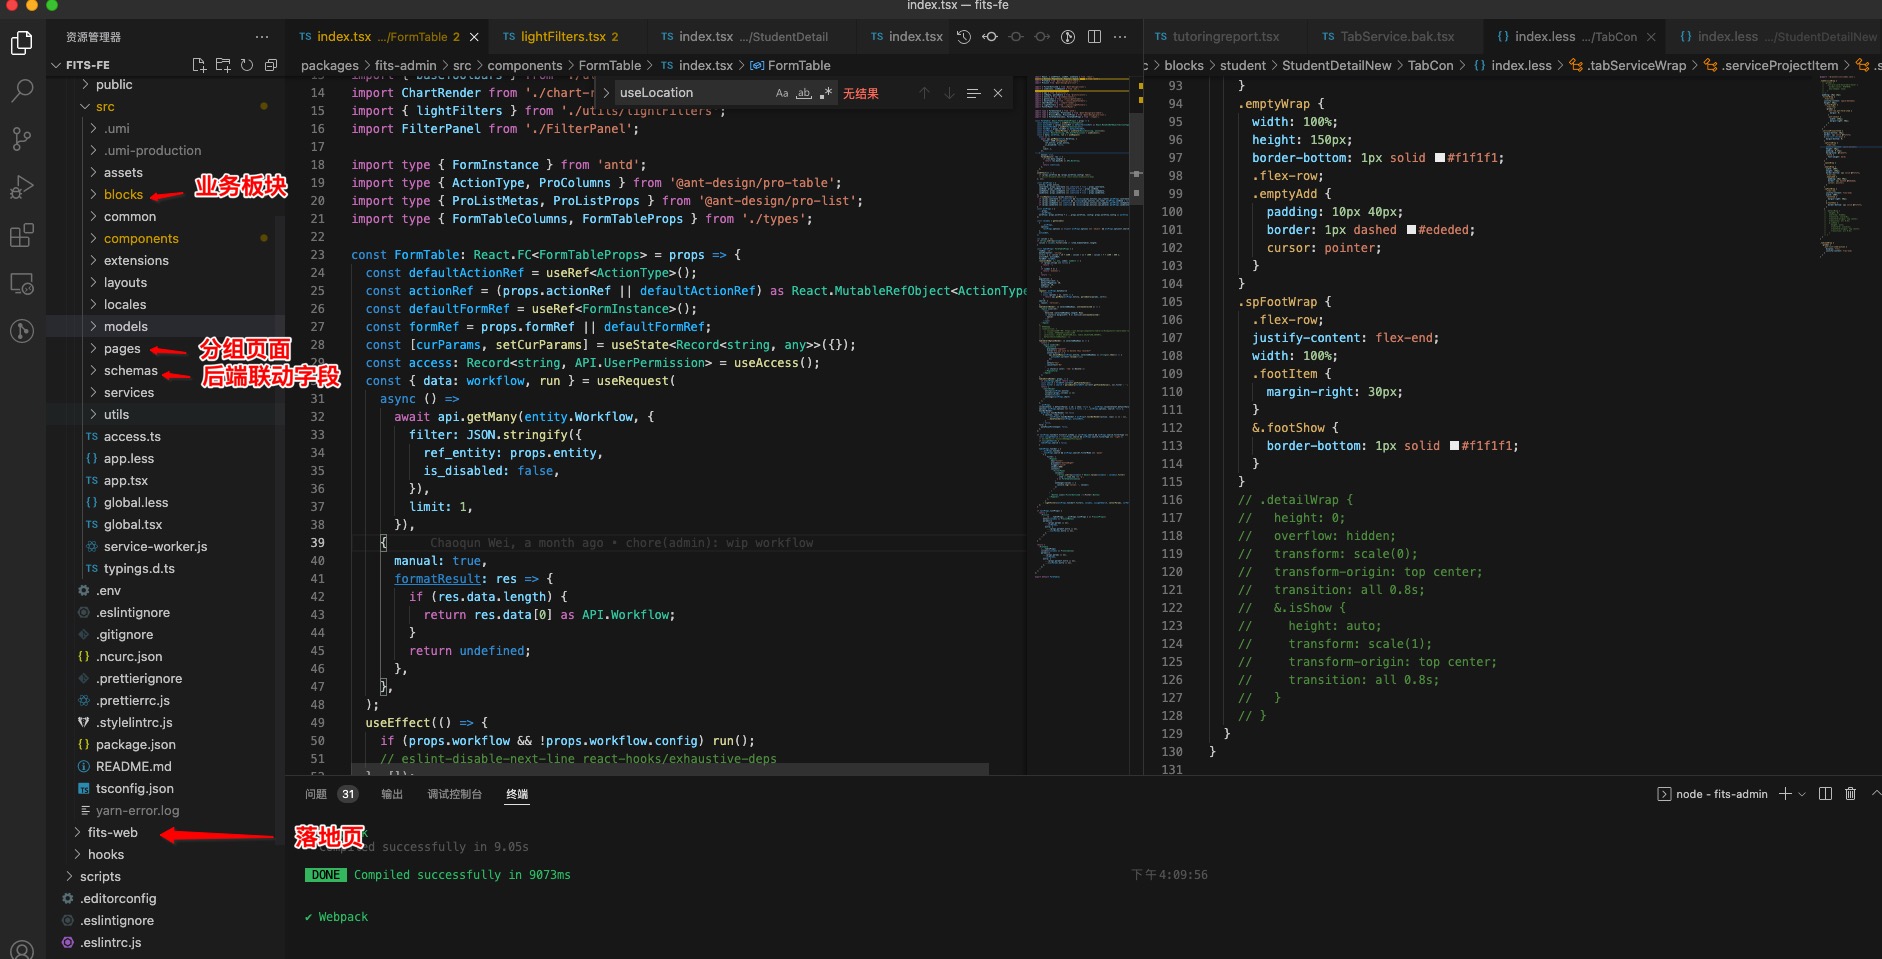 index.tsx — fits-fe
资源管理器
FITS-FE
public
src
.umi
.umi-production
assets
blocks
业务板块
common
components
extensions
layouts
locales
models
pages
分组页面
schemas
后端联动字段
services
utils
TS access.ts
{} app.less
TS app.tsx
{} global.less
TS global.tsx
service-worker.js
TS typings.d.ts
.env
.eslintignore
.gitignore
{} .ncurc.json
.prettierignore
.prettierrc.js
.stylelintrc.js
{} package.json
README.md
tsconfig.json
yarn-error.log
fits-web
落地页
hooks
scripts
.editorconfig
.eslintignore
.eslintrc.js
TS index.tsx .../FormTable 2
TS lightFilters.tsx 2
TS index.tsx .../StudentDetail
TS index.tsx
packages > fits-admin > src > components > FormTable > TS index.tsx > FormTable
useLocation
Aa ab 无结果
14 import ChartRender from './chart-r
15 import { lightFilters } from './utils/lightFilters';
16 import FilterPanel from './FilterPanel';
17
18 import type { FormInstance } from 'antd';
19 import type { ActionType, ProColumns } from '@ant-design/pro-table';
20 import type { ProListMetas, ProListProps } from '@ant-design/pro-list';
21 import type { FormTableColumns, FormTableProps } from './types';
22
23 const FormTable: React.FC<FormTableProps> = props => {
24 const defaultActionRef = useRef<ActionType>();
25 const actionRef = (props.actionRef || defaultActionRef) as React.MutableRefObject<ActionType
26 const defaultFormRef = useRef<FormInstance>();
27 const formRef = props.formRef || defaultFormRef;
28 const [curParams, setCurParams] = useState<Record<string, any>>({});
29 const access: Record<string, API.UserPermission> = useAccess();
30 const { data: workflow, run } = useRequest(
31 async () =>
32 await api.getMany(entity.Workflow, {
33 filter: JSON.stringify({
34 ref_entity: props.entity,
35 is_disabled: false,
36 }),
37 limit: 1,
38 }),
39 { Chaoqun Wei, a month ago • chore(admin): wip workflow
40 manual: true,
41 formatResult: res => {
42 if (res.data.length) {
43 return res.data[0] as API.Workflow;
44 }
45 return undefined;
46 },
47 },
48 );
49 useEffect(() => {
50 if (props.workflow && !props.workflow.config) run();
51 // eslint-disable-next-line react-hooks/exhaustive-deps
TS tutoringreport.tsx
TS TabService.bak.tsx
{} index.less .../TabCon
{} index.less .../StudentDetailNew
c > blocks > student > StudentDetailNew > TabCon > {} index.less > .tabServiceWrap > .serviceProjectItem > .s
93 }
94 .emptyWrap {
95 width: 100%;
96 height: 150px;
97 border-bottom: 1px solid #f1f1f1;
98 .flex-row;
99 .emptyAdd {
100 padding: 10px 40px;
101 border: 1px dashed #ededed;
102 cursor: pointer;
103 }
104 }
105 .spFootWrap {
106 .flex-row;
107 justify-content: flex-end;
108 width: 100%;
109 .footItem {
110 margin-right: 30px;
111 }
112 &.footShow {
113 border-bottom: 1px solid #f1f1f1;
114 }
115 }
116 // .detailWrap {
117 // height: 0;
118 // overflow: hidden;
119 // transform: scale(0);
120 // transform-origin: top center;
121 // transition: all 0.8s;
122 // &.isShow {
123 // height: auto;
124 // transform: scale(1);
125 // transform-origin: top center;
126 // transition: all 0.8s;
127 // }
128 // }
129 }
130 }
131
问题 31 输出 调试控制台 终端
node - fits-admin
successfully in 9.05s
DONE Compiled successfully in 9073ms
下午4:09:56
✔ Webpack